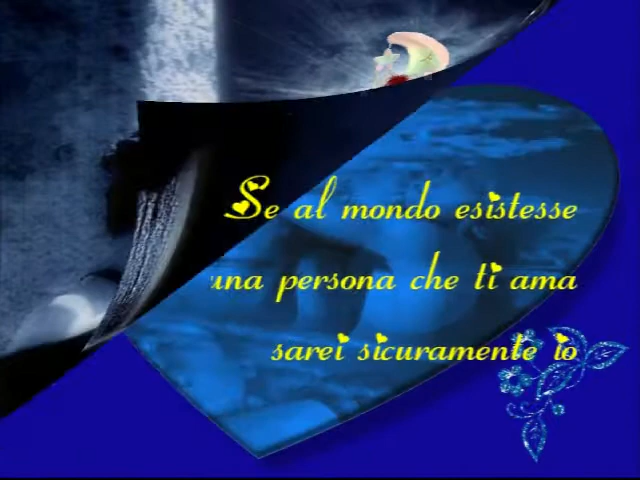 Se al mondo esistesse
una persona che ti ama
sarei sicuramente io